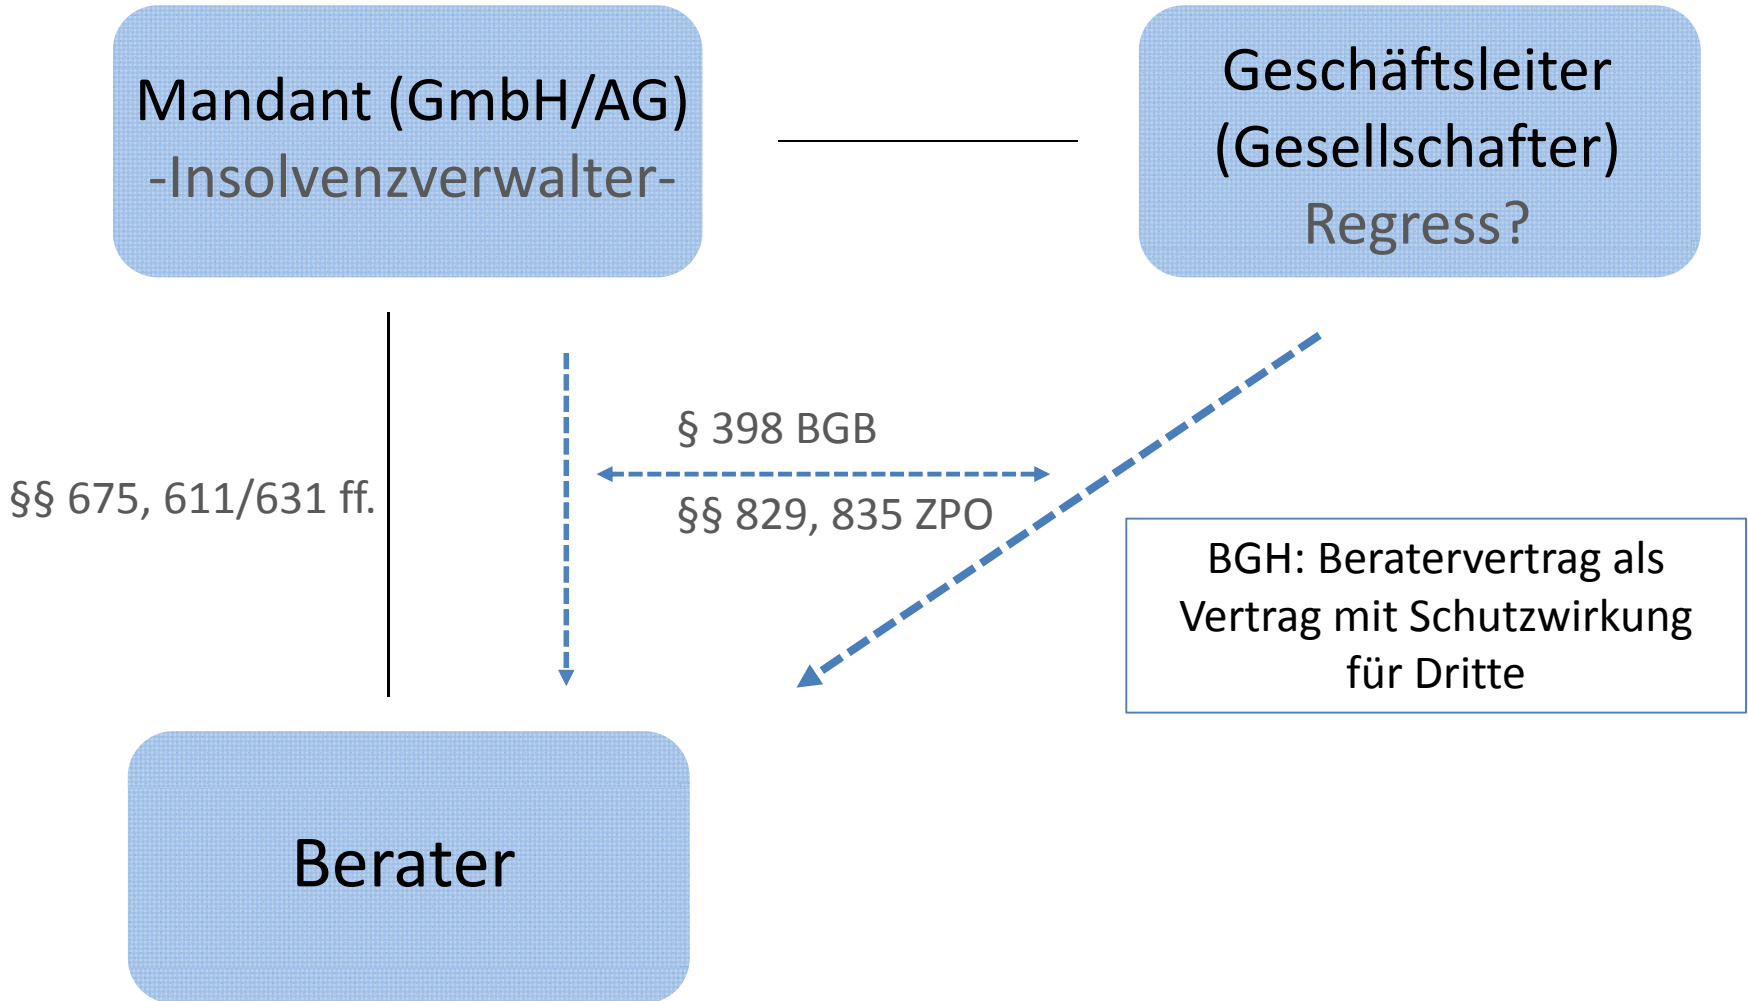 Mandant (GmbH/AG)
-Insolvenzverwalter-
Geschäftsleiter
(Gesellschafter)
Regress?
§ 398 BGB
§§ 675, 611/631 ff.
§§ 829, 835 ZPO
BGH: Beratervertrag als
Vertrag mit Schutzwirkung
für Dritte
Berater